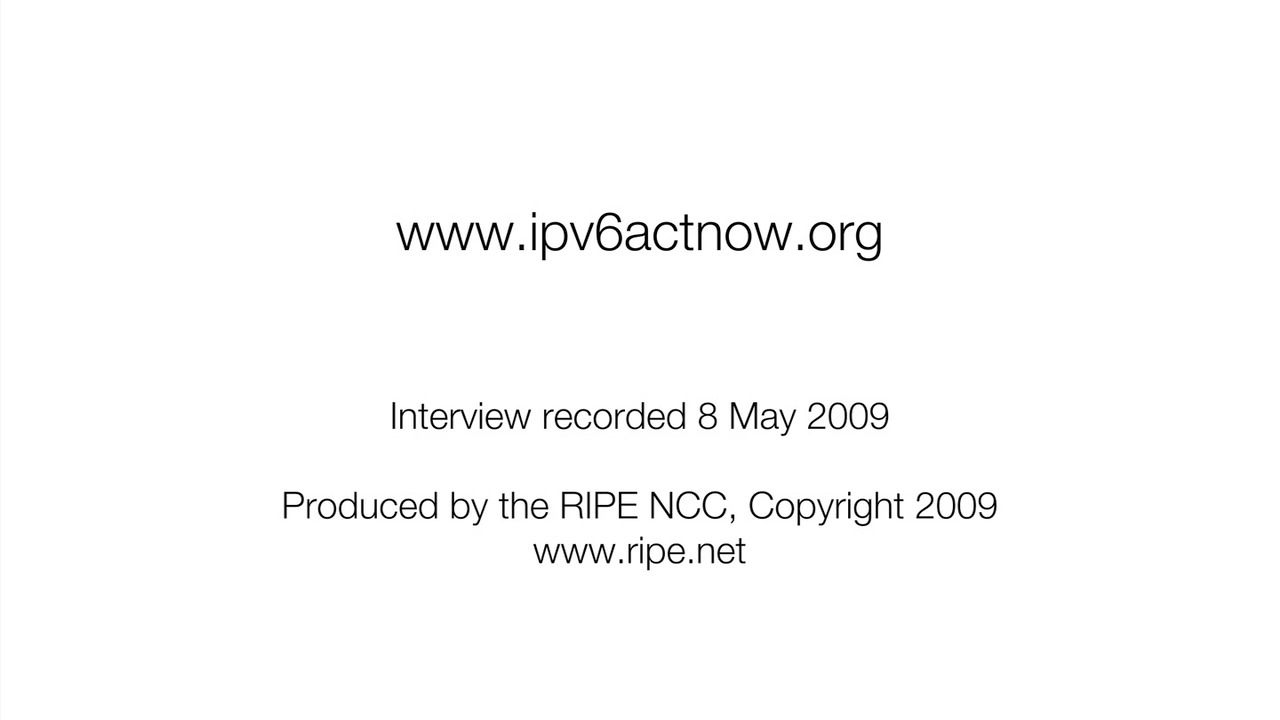 www.ipv6actnow.org
Interview recorded 8 May 2009
Produced by the RIPE NCC, Copyright 2009
www.ripe.net